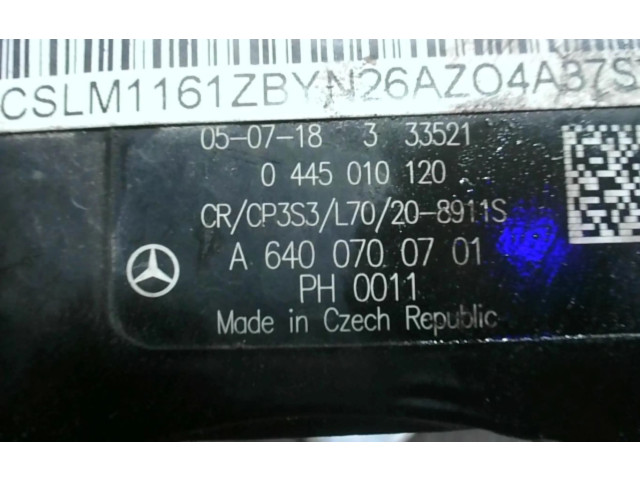 CSLM1161ZBYN26AZO4A37S
05-07-18 3 33521
0 445 010 120
CR/CP3S3/L70/20-8911S
A 640 070 07 01
PH 0011
Made in Czech Republic